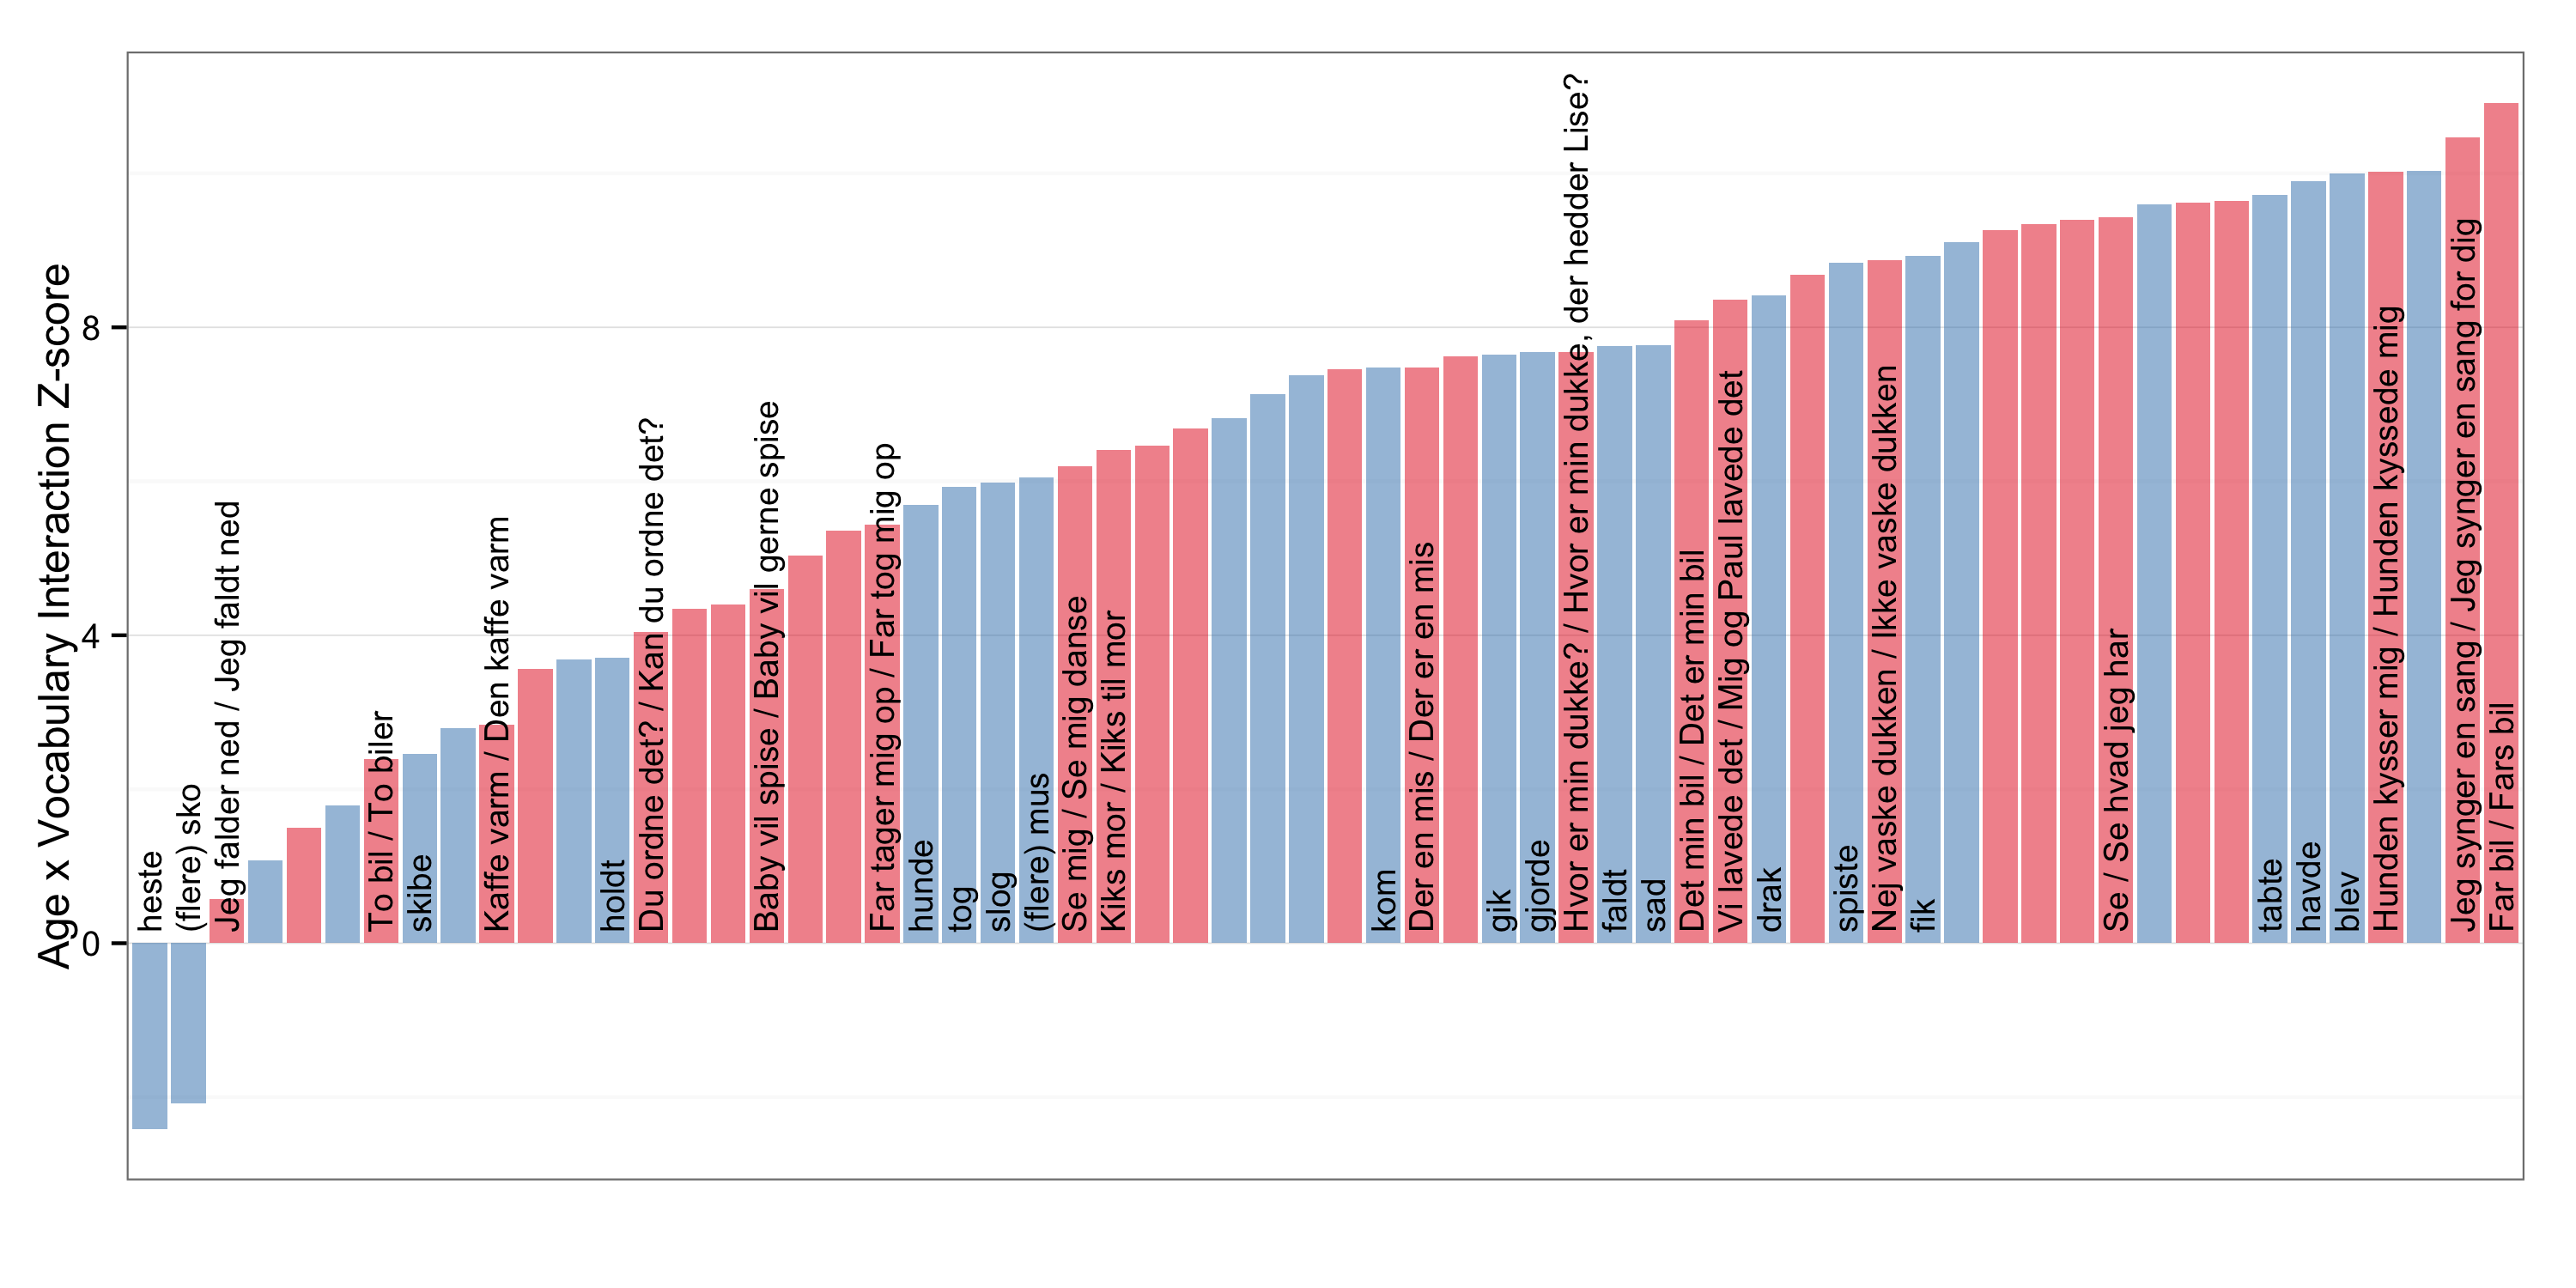 Age x Vocabulary Interaction Z-score
8
4
0
heste
(flere) sko
Jeg falder ned / Jeg faldt ned
To bil / To biler
skibe
Kaffe varm / Den kaffe varm
holdt
Du ordne det? / Kan du ordne det?
Baby vil spise / Baby vil gerne spise
Far tager mig op / Far tog mig op
hunde
tog
slog
(flere) mus
Se mig / Se mig danse
Kiks mor / Kiks til mor
kom
Der en mis / Der er en mis
gik
gjorde
Hvor er min dukke? / Hvor er min dukke, der hedder Lise?
faldt
sad
Det min bil / Det er min bil
Vi lavede det / Mig og Paul lavede det
drak
spiste
Nej vaske dukken / Ikke vaske dukken
fik
Se / Se hvad jeg har
tabte
havde
blev
Hunden kysser mig / Hunden kyssede mig
Jeg synger en sang / Jeg synger en sang for dig
Far bil / Fars bil